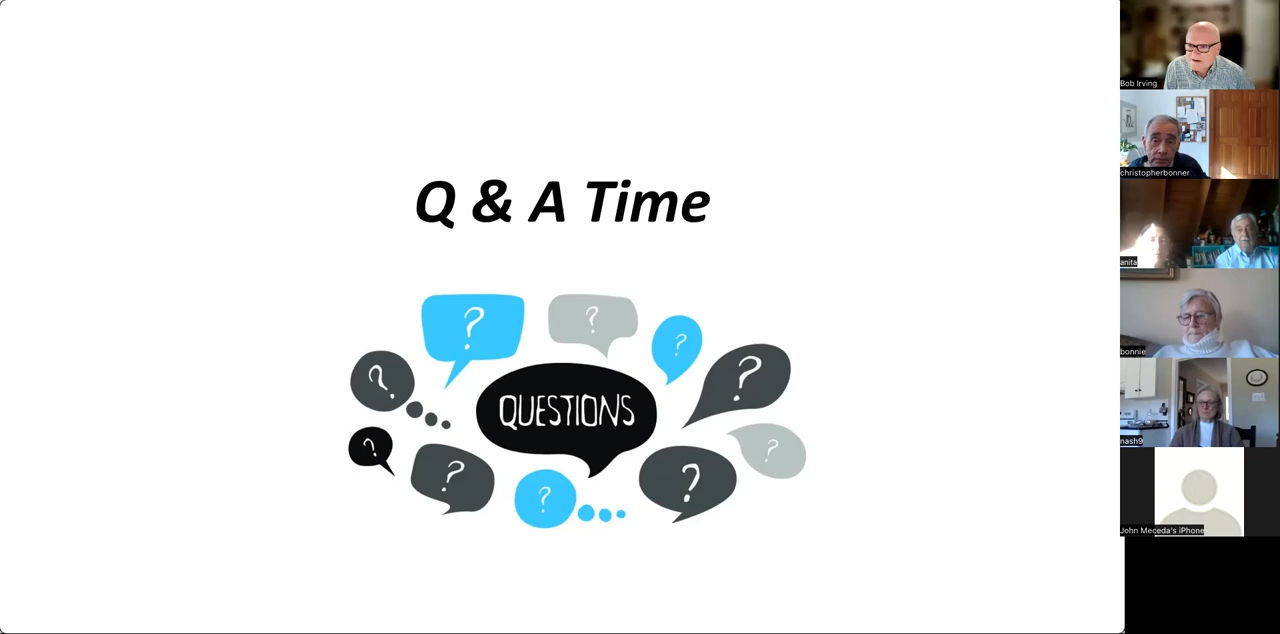 Q & A Time
?
?
?
?
?
QUESTIONS
?
?
?
?
?
?
Bob Irving
christopherbonner
anita
bonnie
nash9
John Meceda's iPhone